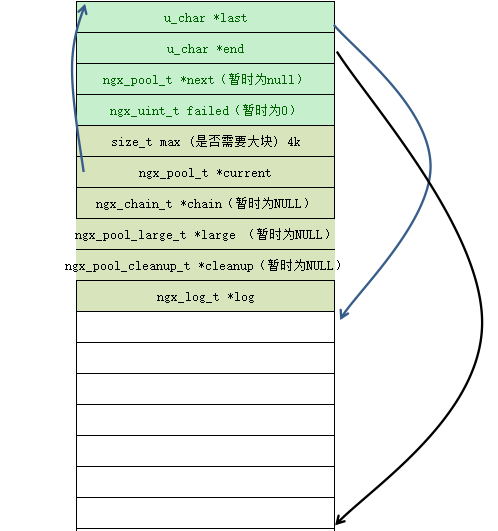 u_char *last
u_char *end
ngx_pool_t *next(暂时为null)
ngx_uint_t failed(暂时为0)
size_t max (是否需要大块) 4k
ngx_pool_t *current
ngx_chain_t *chain(暂时为NULL)
ngx_pool_large_t *large (暂时为NULL)
ngx_pool_cleanup_t *cleanup(暂时为NULL)
ngx_log_t *log